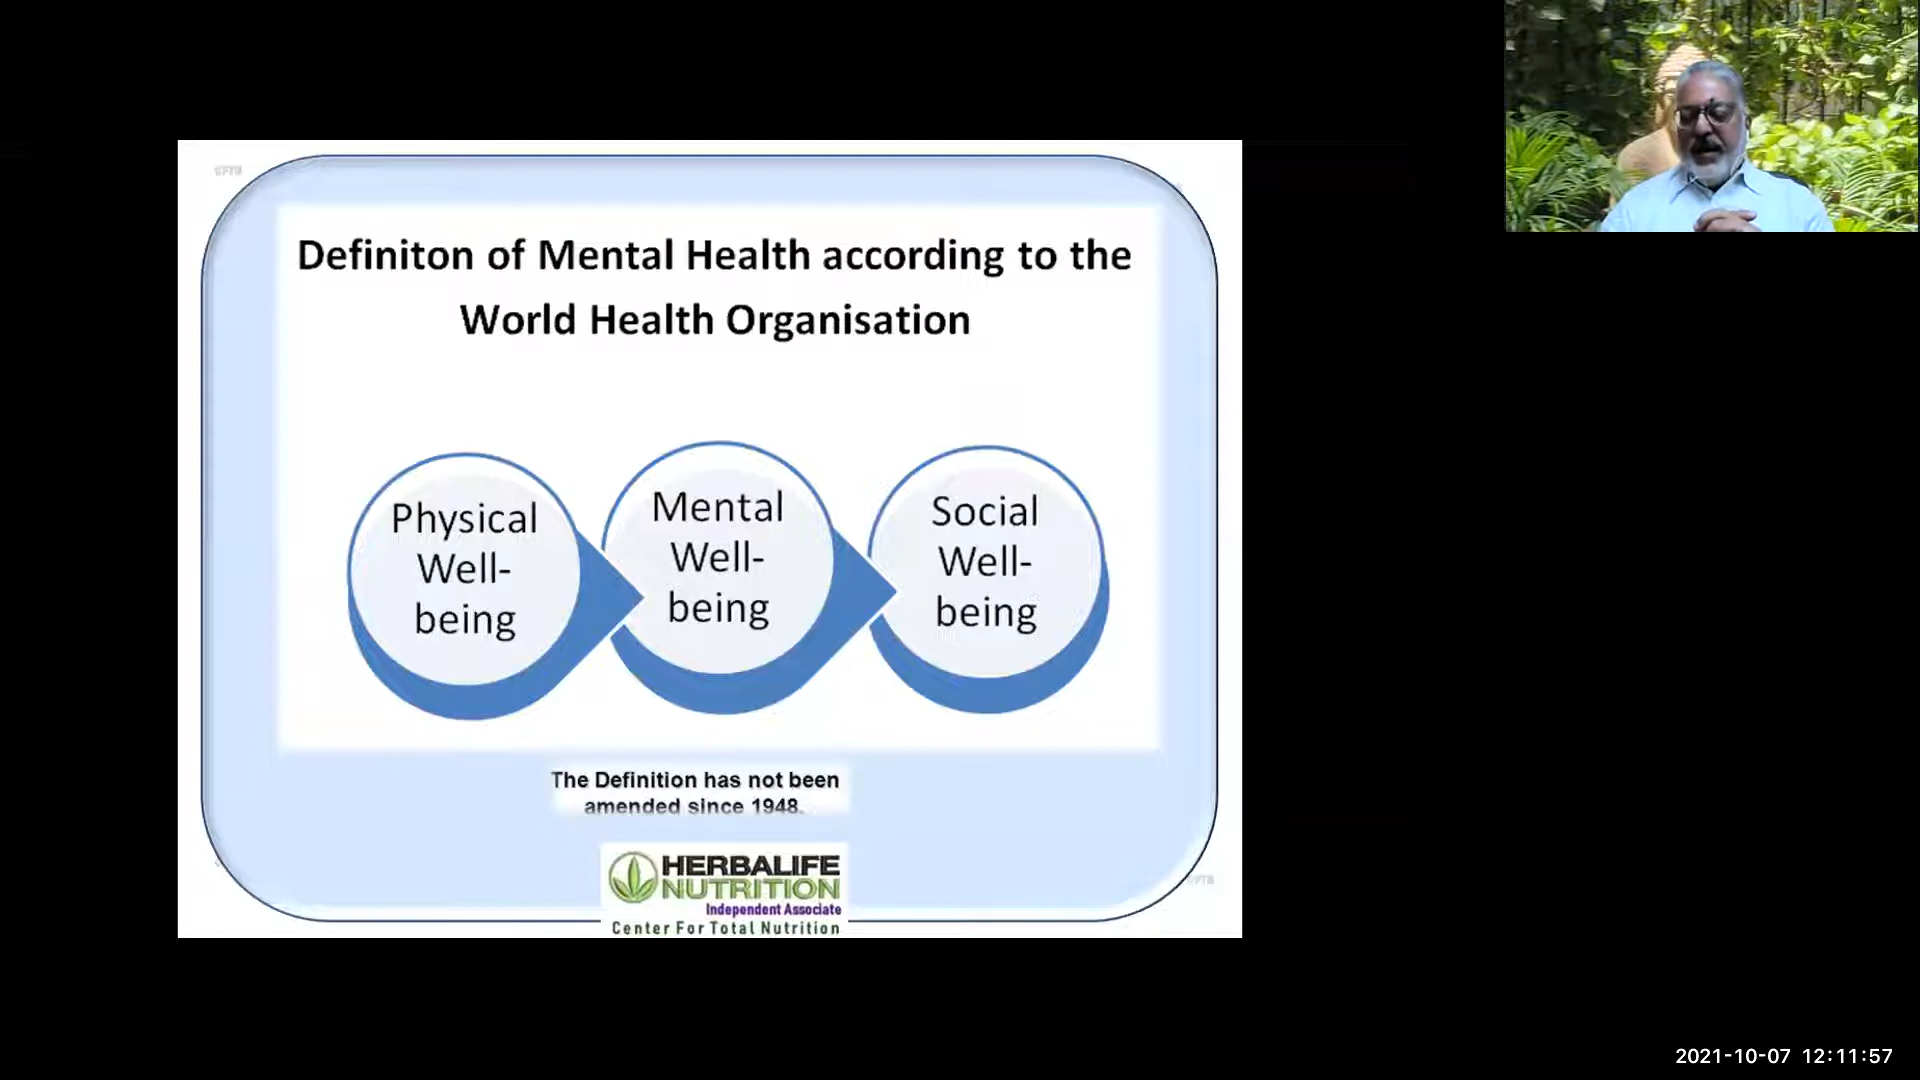 Definiton of Mental Health according to the
World Health Organisation
Physical
Well-
being
Mental
Well-
being
Social
Well-
being
The Definition has not been
amended since 1948.
HERBALIFE
NUTRITION
Independent Associate
Center For Total Nutrition
2021-10-07 12:11:57